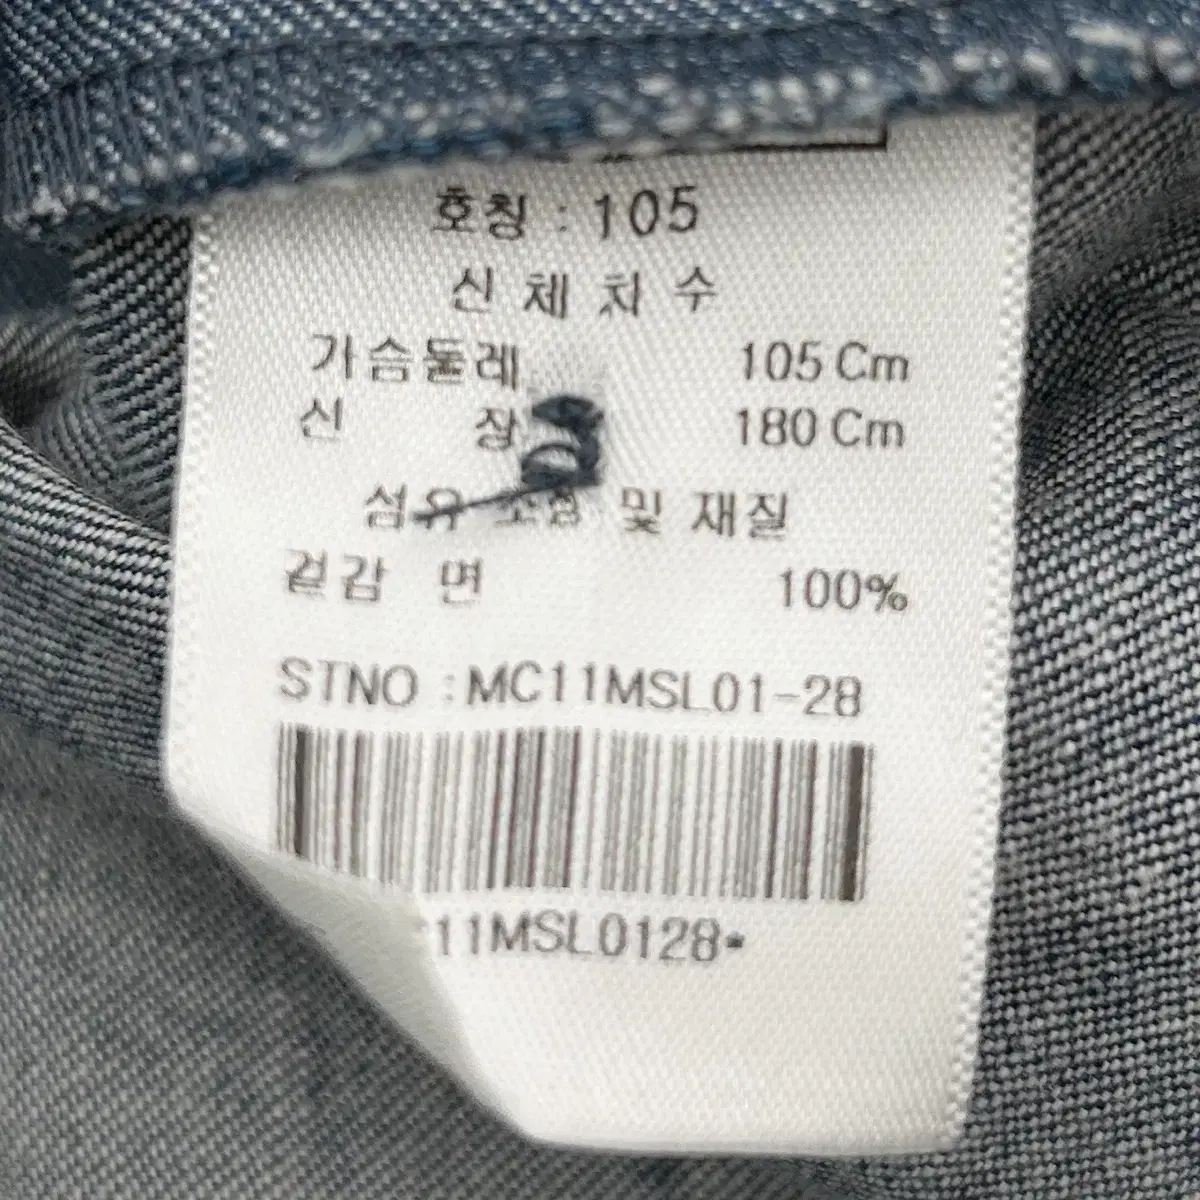 호칭 : 105
신 체 치 수
가슴둘레 105 Cm
신 장 180 Cm
섬유 조성 및 재질
겉감 면 100%
STNO : MC11MSL01-28
11MSL0128*